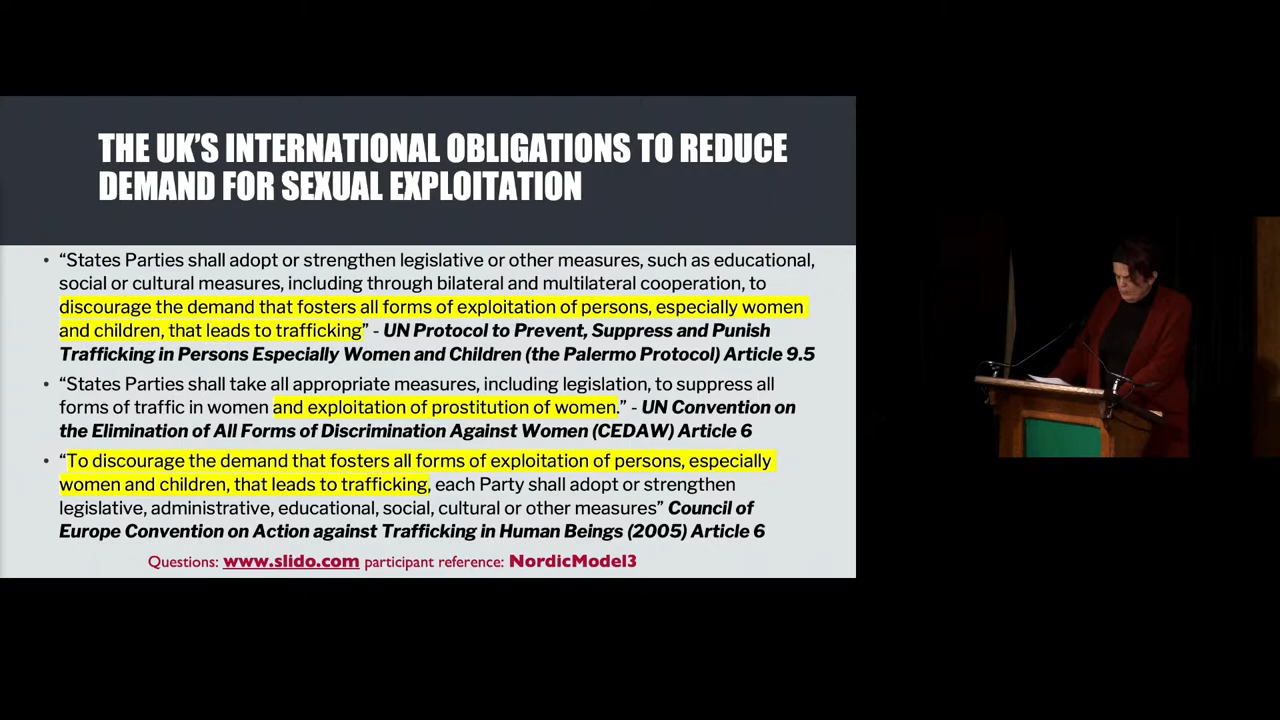 THE UK'S INTERNATIONAL OBLIGATIONS TO REDUCE
DEMAND FOR SEXUAL EXPLOITATION
• “States Parties shall adopt or strengthen legislative or other measures, such as educational,
social or cultural measures, including through bilateral and multilateral cooperation, to
discourage the demand that fosters all forms of exploitation of persons, especially women
and children, that leads to trafficking” - UN Protocol to Prevent, Suppress and Punish
Trafficking in Persons Especially Women and Children (the Palermo Protocol) Article 9.5
• “States Parties shall take all appropriate measures, including legislation, to suppress all
forms of traffic in women and exploitation of prostitution of women.” - UN Convention on
the Elimination of All Forms of Discrimination Against Women (CEDAW) Article 6
• “To discourage the demand that fosters all forms of exploitation of persons, especially
women and children, that leads to trafficking, each Party shall adopt or strengthen
legislative, administrative, educational, social, cultural or other measures” Council of
Europe Convention on Action against Trafficking in Human Beings (2005) Article 6
Questions: www.slido.com participant reference: NordicModel3